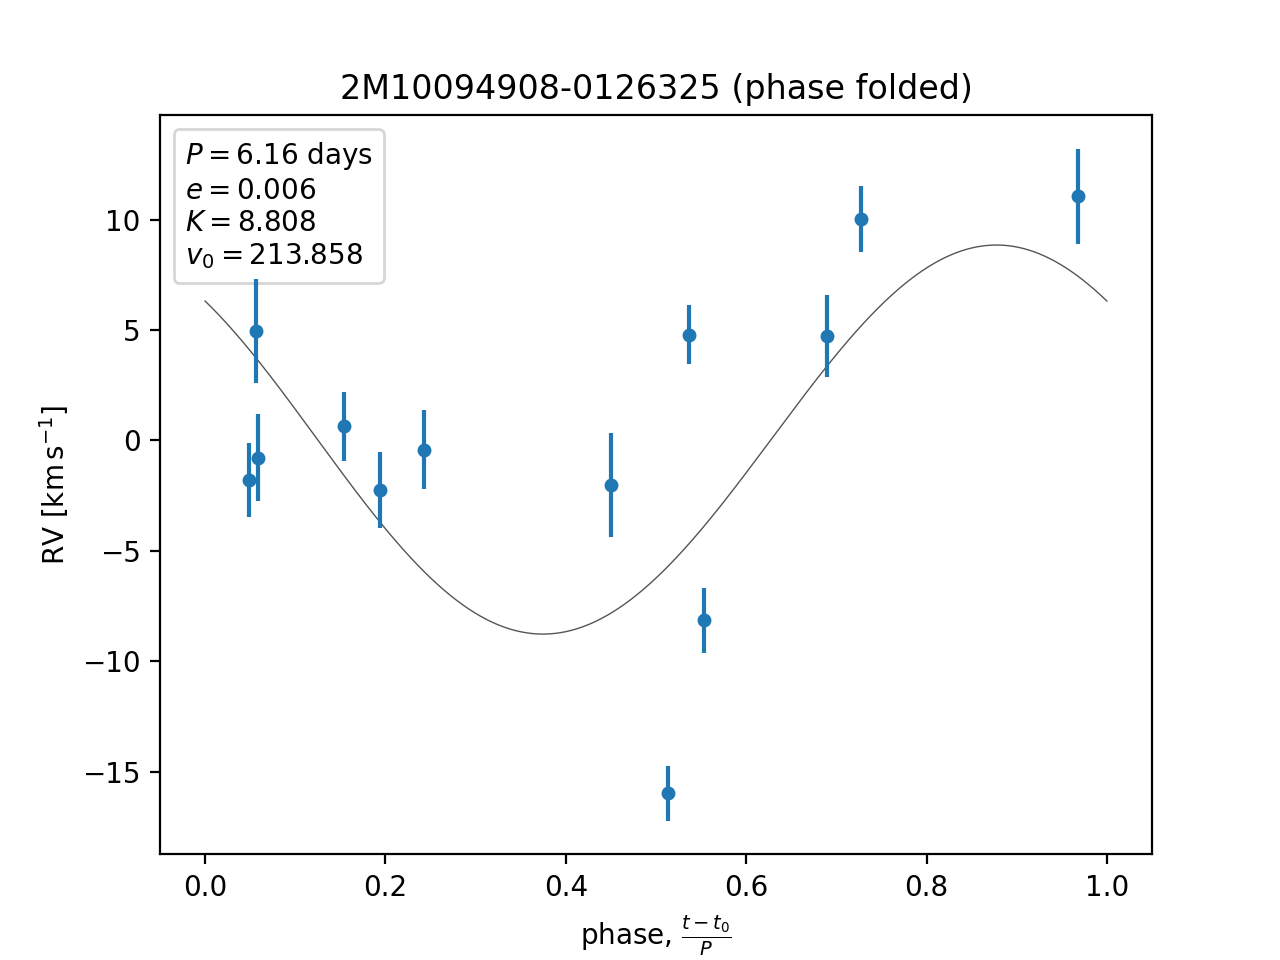 2M10094908-0126325 (phase folded)
P = 6.16 days
e = 0.006
K = 8.808
v₀ = 213.858
10
5
0
−5
−10
−15
RV [km s⁻¹]
0.0 0.2 0.4 0.6 0.8 1.0
phase, (t − t₀)/P